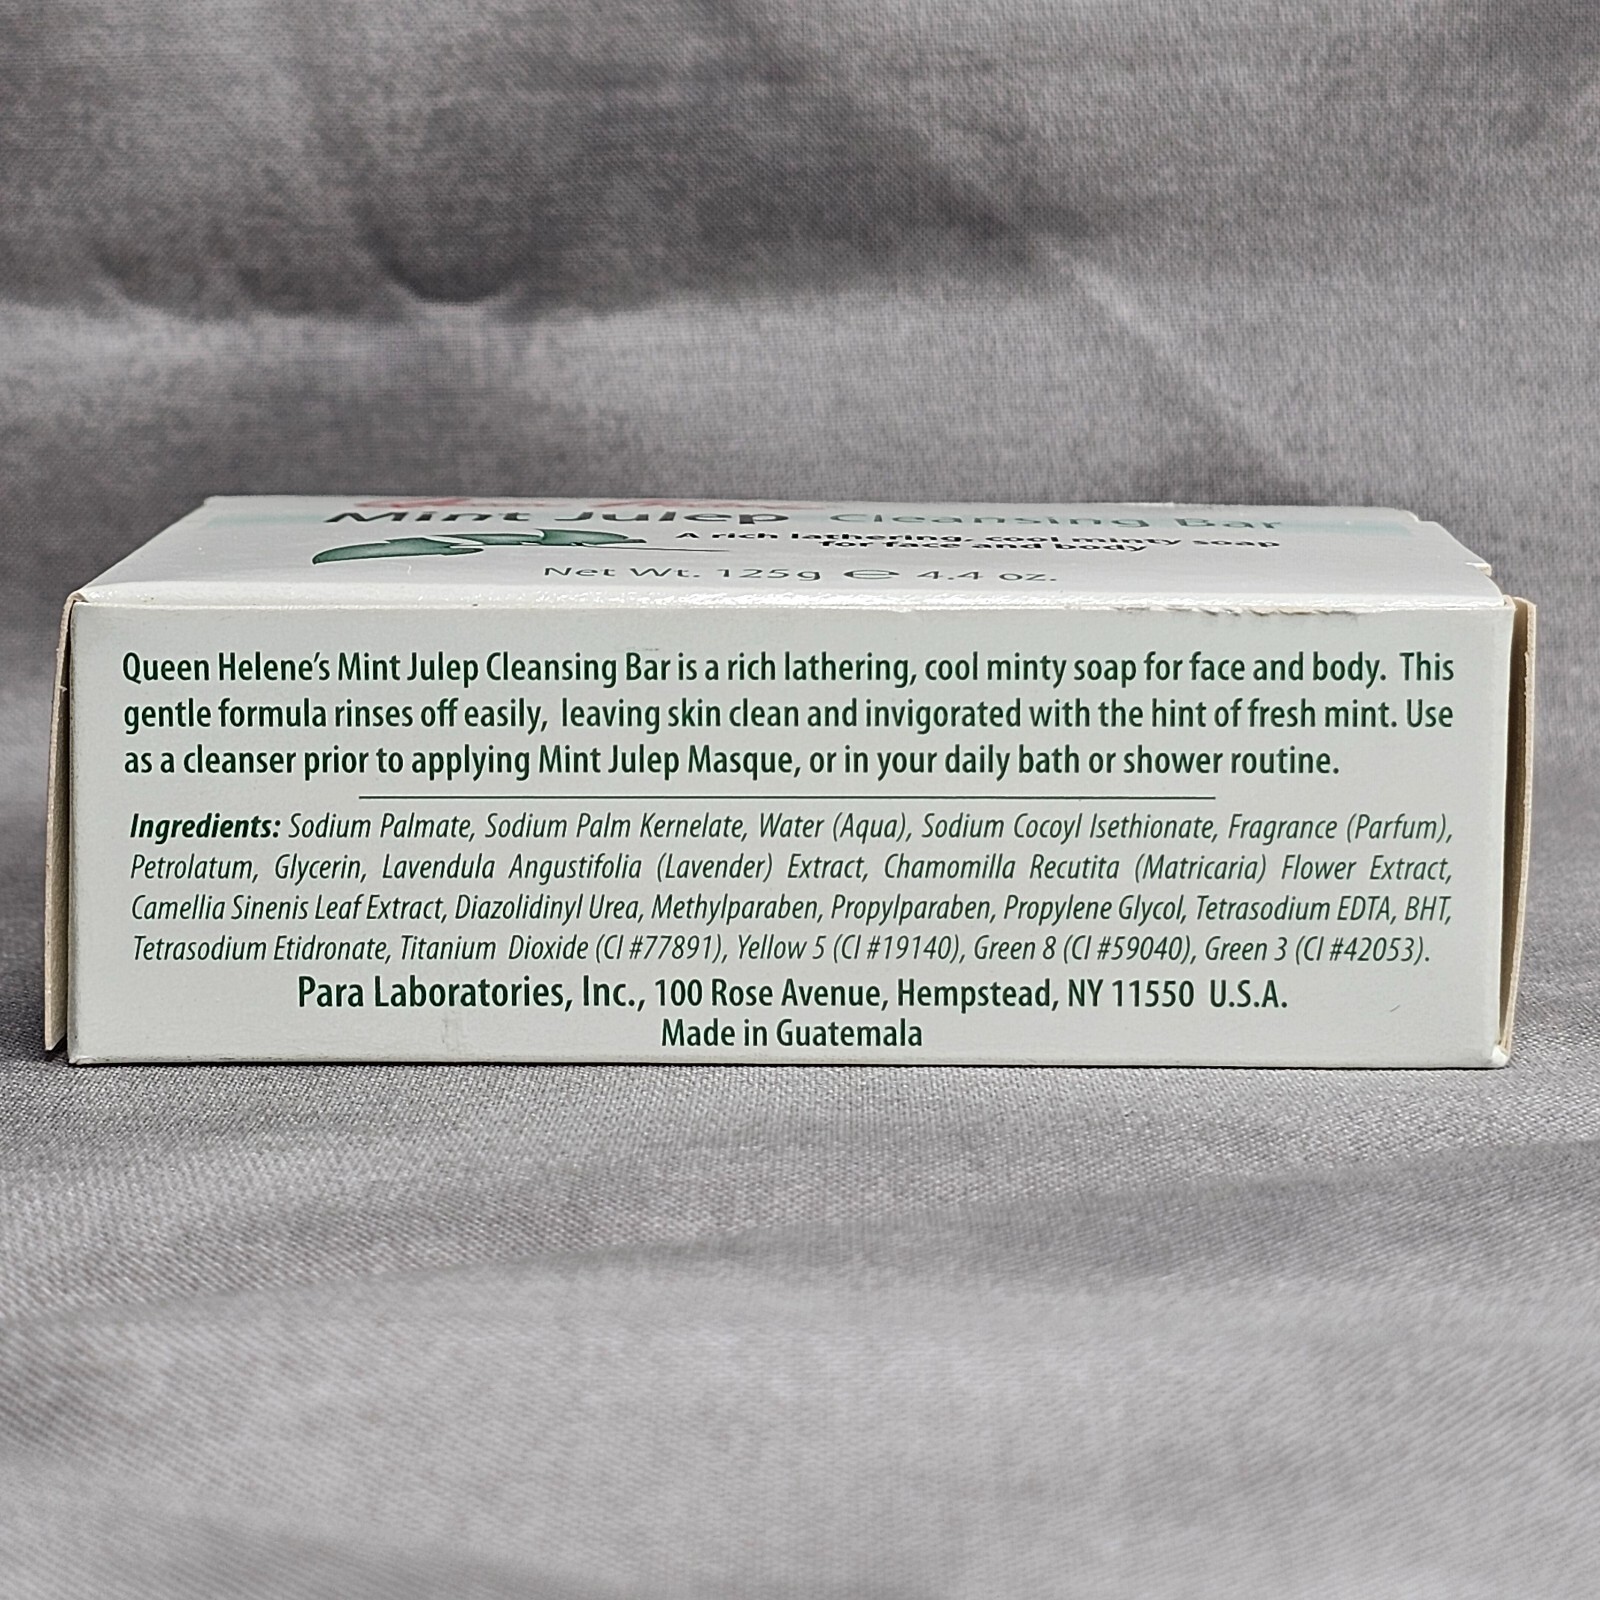 Mint Julep Cleansing Bar
A rich lathering, cool minty soap
for face and body
Net Wt. 125g e 4.4 oz.
Queen Helene's Mint Julep Cleansing Bar is a rich lathering, cool minty soap for face and body. This
gentle formula rinses off easily, leaving skin clean and invigorated with the hint of fresh mint. Use
as a cleanser prior to applying Mint Julep Masque, or in your daily bath or shower routine.
Ingredients: Sodium Palmate, Sodium Palm Kernelate, Water (Aqua), Sodium Cocoyl Isethionate, Fragrance (Parfum),
Petrolatum, Glycerin, Lavendula Angustifolia (Lavender) Extract, Chamomilla Recutita (Matricaria) Flower Extract,
Camellia Sinenis Leaf Extract, Diazolidinyl Urea, Methylparaben, Propylparaben, Propylene Glycol, Tetrasodium EDTA, BHT,
Tetrasodium Etidronate, Titanium Dioxide (CI #77891), Yellow 5 (CI #19140), Green 8 (CI #59040), Green 3 (CI #42053).
Para Laboratories, Inc., 100 Rose Avenue, Hempstead, NY 11550 U.S.A.
Made in Guatemala